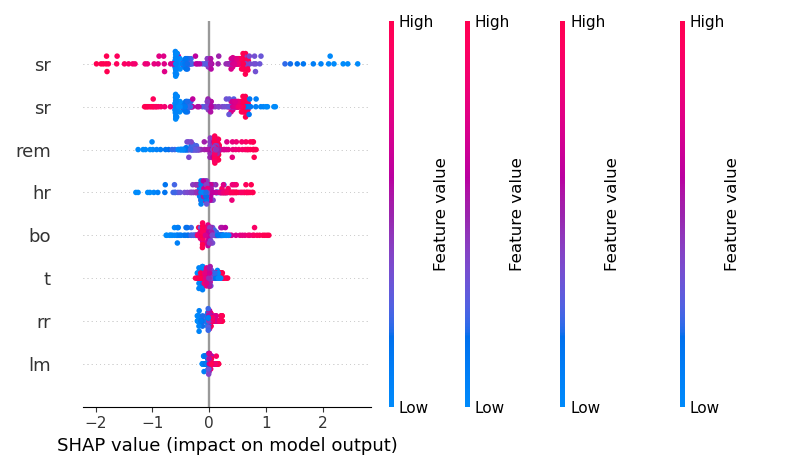 High
High
High
High
sr
sr
rem
hr
bo
t
rr
lm
Feature value
Feature value
Feature value
Feature value
Low
Low
Low
Low
−2
−1
0
1
2
SHAP value (impact on model output)